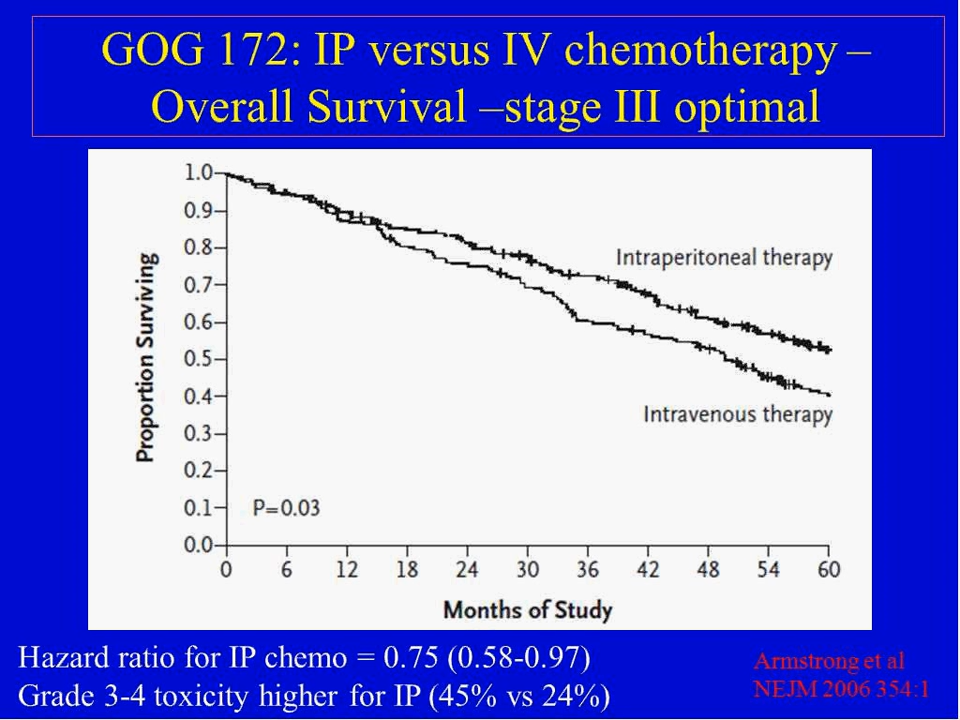 GOG 172: IP versus IV chemotherapy –
Overall Survival –stage III optimal
1.0
0.9
0.8
0.7
0.6
0.5
0.4
0.3
0.2
0.1
0.0
Proportion Surviving
Intraperitoneal therapy
Intravenous therapy
P=0.03
0 6 12 18 24 30 36 42 48 54 60
Months of Study
Hazard ratio for IP chemo = 0.75 (0.58-0.97)
Grade 3-4 toxicity higher for IP (45% vs 24%)
Armstrong et al
NEJM 2006 354:1